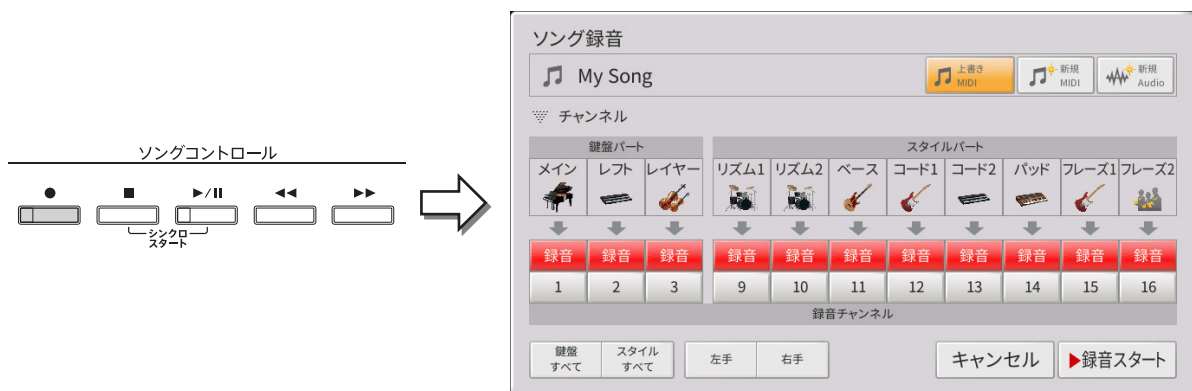 ソングコントロール
シンクロ
スタート
ソング録音
My Song
上書き
MIDI
新規
MIDI
新規
Audio
チャンネル
鍵盤パート
スタイルパート
メイン レフト レイヤー リズム1 リズム2 ベース コード1 コード2 パッド フレーズ1 フレーズ2
録音 録音 録音 録音 録音 録音 録音 録音 録音 録音 録音
1 2 3 9 10 11 12 13 14 15 16
録音チャンネル
鍵盤
すべて
スタイル
すべて
左手
右手
キャンセル
録音スタート